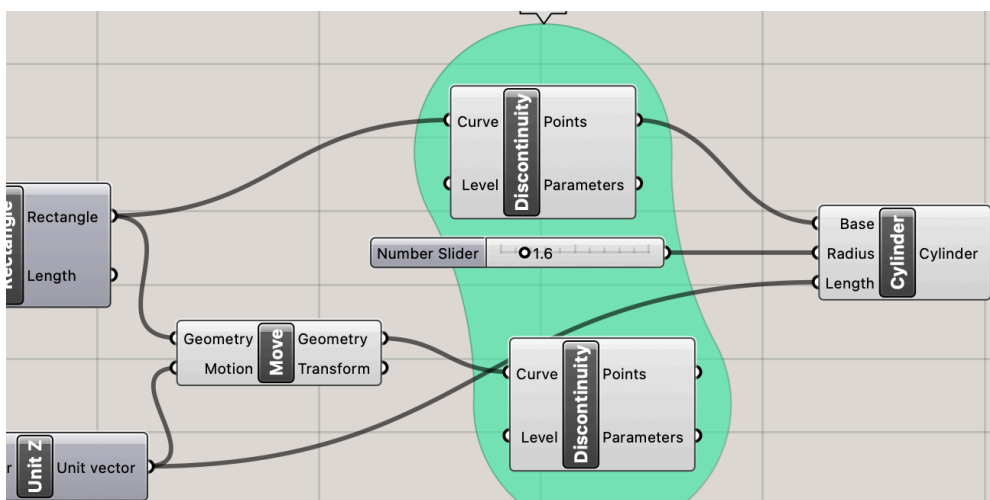 Rectangle
Rectangle
Length
Curve
Level
Discontinuity
Points
Parameters
Number Slider
1.6
Base
Radius
Length
Cylinder
Cylinder
Geometry
Motion
Move
Geometry
Transform
Curve
Level
Discontinuity
Points
Parameters
r
Unit Z
Unit vector